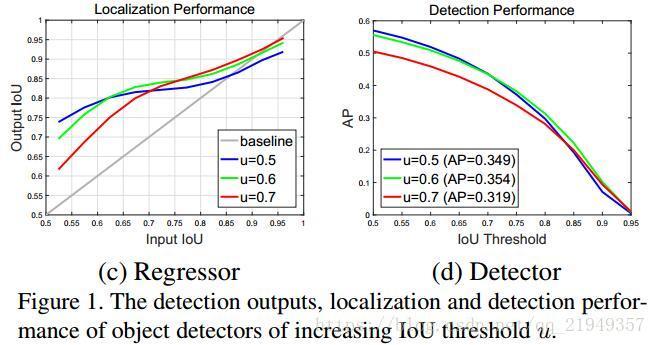 Localization Performance
1
0.95
0.9
0.85
0.8
0.75
0.7
0.65
0.6
0.55
0.5
Output IoU
0.5 0.55 0.6 0.65 0.7 0.75 0.8 0.85 0.9 0.95 1
Input IoU
baseline
u=0.5
u=0.6
u=0.7
(c) Regressor
Detection Performance
0.6
0.5
0.4
0.3
0.2
0.1
0
AP
0.5 0.55 0.6 0.65 0.7 0.75 0.8 0.85 0.9 0.95
IoU Threshold
u=0.5 (AP=0.349)
u=0.6 (AP=0.354)
u=0.7 (AP=0.319)
(d) Detector
Figure 1. The detection outputs, localization and detection perfor-
mance of object detectors of increasing IoU threshold u.
https://blog.csdn.net/qq_21949357